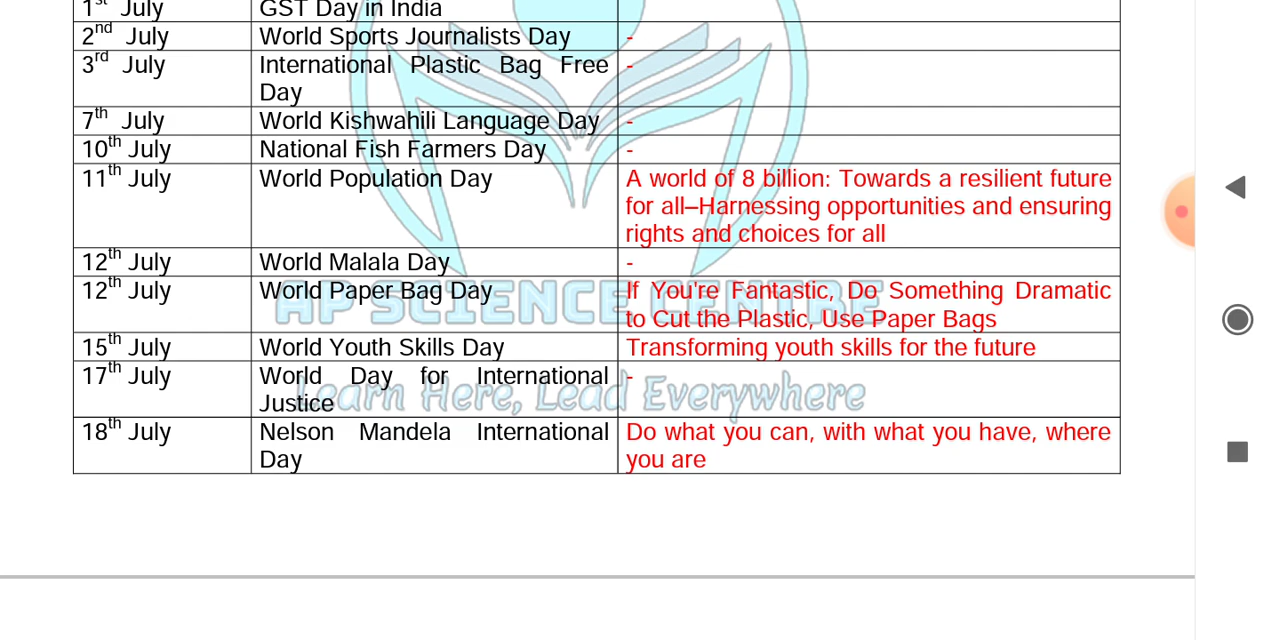 1st July GST Day in India
2nd July World Sports Journalists Day -
3rd July International Plastic Bag Free -
Day
7th July World Kishwahili Language Day -
10th July National Fish Farmers Day -
11th July World Population Day A world of 8 billion: Towards a resilient future
for all–Harnessing opportunities and ensuring
rights and choices for all
12th July World Malala Day -
12th July World Paper Bag Day If You're Fantastic, Do Something Dramatic
AP SCIENCE CENTRE
to Cut the Plastic, Use Paper Bags
15th July World Youth Skills Day Transforming youth skills for the future
17th July World Day for International -
Learn Here, Lead Everywhere
Justice
18th July Nelson Mandela International Do what you can, with what you have, where
Day you are